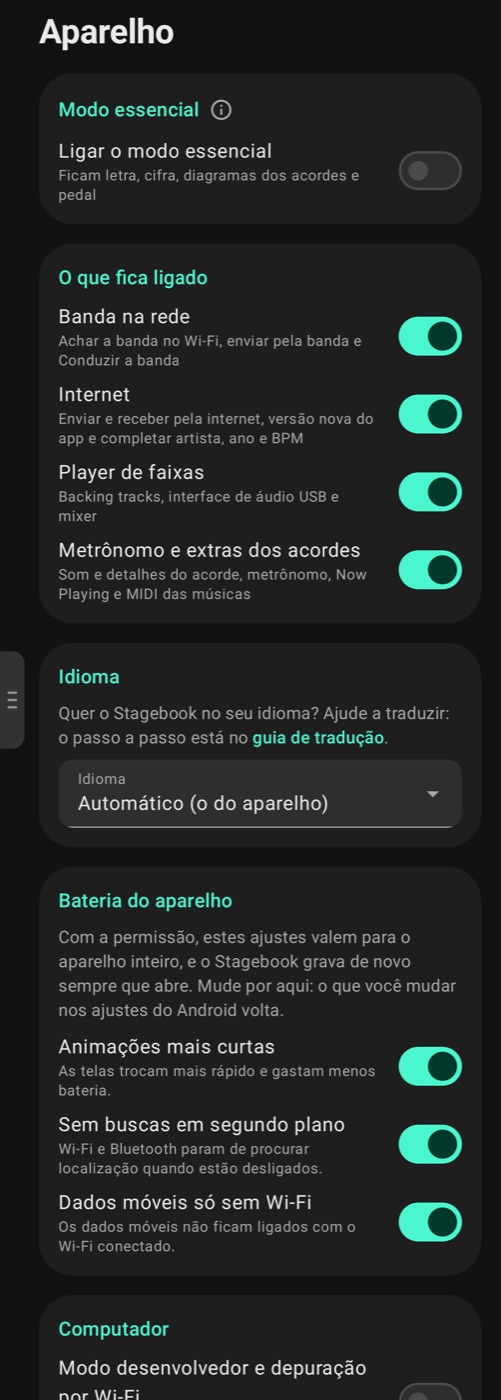 Aparelho
Modo essencial
Ligar o modo essencial
Ficam letra, cifra, diagramas dos acordes e
pedal
O que fica ligado
Banda na rede
Achar a banda no Wi-Fi, enviar pela banda e
Conduzir a banda
Internet
Enviar e receber pela internet, versão nova do
app e completar artista, ano e BPM
Player de faixas
Backing tracks, interface de áudio USB e
mixer
Metrônomo e extras dos acordes
Som e detalhes do acorde, metrônomo, Now
Playing e MIDI das músicas
Idioma
Quer o Stagebook no seu idioma? Ajude a traduzir:
o passo a passo está no guia de tradução.
Idioma
Automático (o do aparelho)
Bateria do aparelho
Com a permissão, estes ajustes valem para o
aparelho inteiro, e o Stagebook grava de novo
sempre que abre. Mude por aqui: o que você mudar
nos ajustes do Android volta.
Animações mais curtas
As telas trocam mais rápido e gastam menos
bateria.
Sem buscas em segundo plano
Wi-Fi e Bluetooth param de procurar
localização quando estão desligados.
Dados móveis só sem Wi-Fi
Os dados móveis não ficam ligados com o
Wi-Fi conectado.
Computador
Modo desenvolvedor e depuração
por Wi-Fi